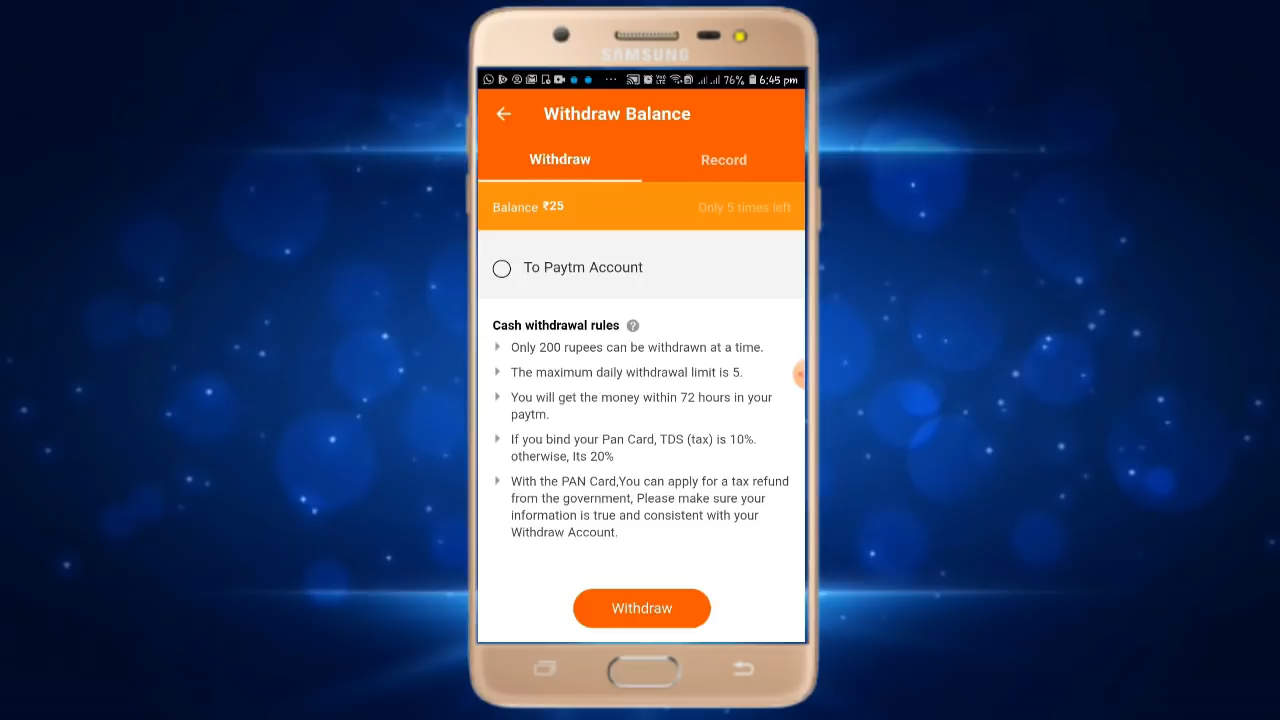 SAMSUNG
76% 6:45 pm
Withdraw Balance
Withdraw Record
Balance ₹25 Only 5 times left
To Paytm Account
Cash withdrawal rules ?
Only 200 rupees can be withdrawn at a time.
The maximum daily withdrawal limit is 5.
You will get the money within 72 hours in your
paytm.
If you bind your Pan Card, TDS (tax) is 10%.
otherwise, Its 20%
With the PAN Card,You can apply for a tax refund
from the government, Please make sure your
information is true and consistent with your
Withdraw Account.
Withdraw